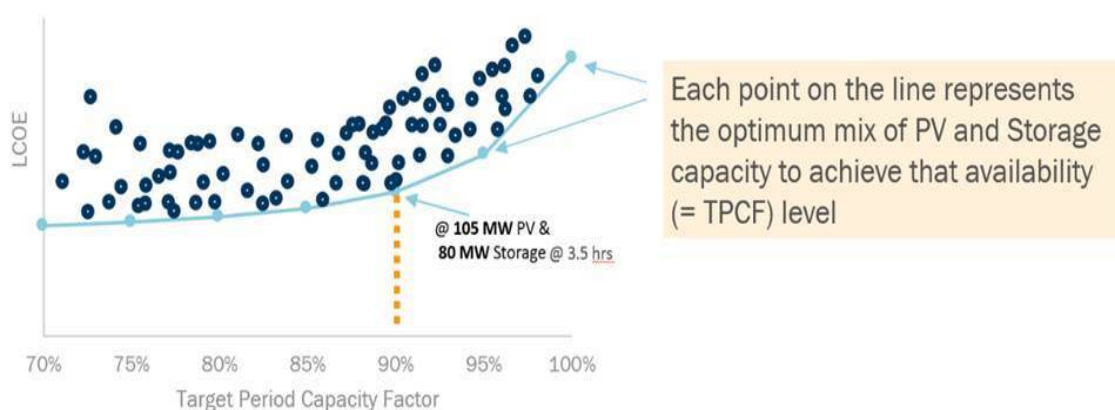 LCOE
Each point on the line represents
the optimum mix of PV and Storage
capacity to achieve that availability
(= TPCF) level
@ 105 MW PV &
80 MW Storage @ 3.5 hrs
70% 75% 80% 85% 90% 95% 100%
Target Period Capacity Factor